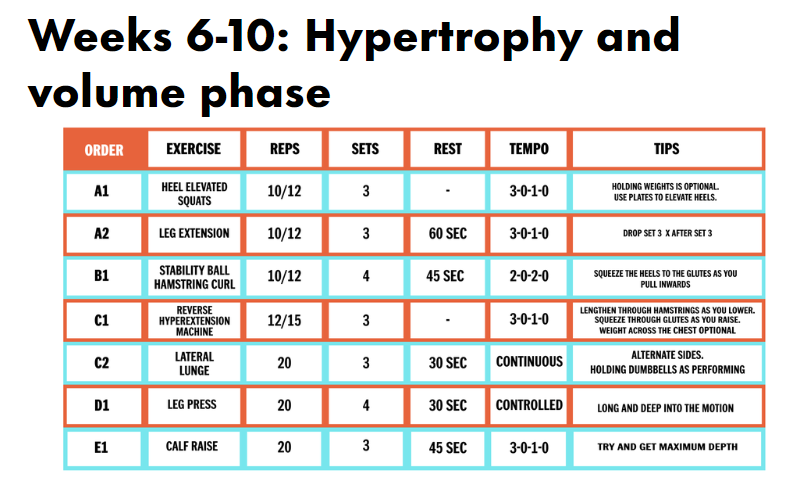 Weeks 6-10: Hypertrophy and
volume phase
ORDER EXERCISE REPS SETS REST TEMPO TIPS
A1 HEEL ELEVATED SQUATS 10/12 3 - 3-0-1-0 HOLDING WEIGHTS IS OPTIONAL. USE PLATES TO ELEVATE HEELS.
A2 LEG EXTENSION 10/12 3 60 SEC 3-0-1-0 DROP SET 3 X AFTER SET 3
B1 STABILITY BALL HAMSTRING CURL 10/12 4 45 SEC 2-0-2-0 SQUEEZE THE HEELS TO THE GLUTES AS YOU PULL INWARDS
C1 REVERSE HYPEREXTENSION MACHINE 12/15 3 - 3-0-1-0 LENGTHEN THROUGH HAMSTRINGS AS YOU LOWER. SQUEEZE THROUGH GLUTES AS YOU RAISE. WEIGHT ACROSS THE CHEST OPTIONAL
C2 LATERAL LUNGE 20 3 30 SEC CONTINUOUS ALTERNATE SIDES. HOLDING DUMBBELLS AS PERFORMING
D1 LEG PRESS 20 4 30 SEC CONTROLLED LONG AND DEEP INTO THE MOTION
E1 CALF RAISE 20 3 45 SEC 3-0-1-0 TRY AND GET MAXIMUM DEPTH